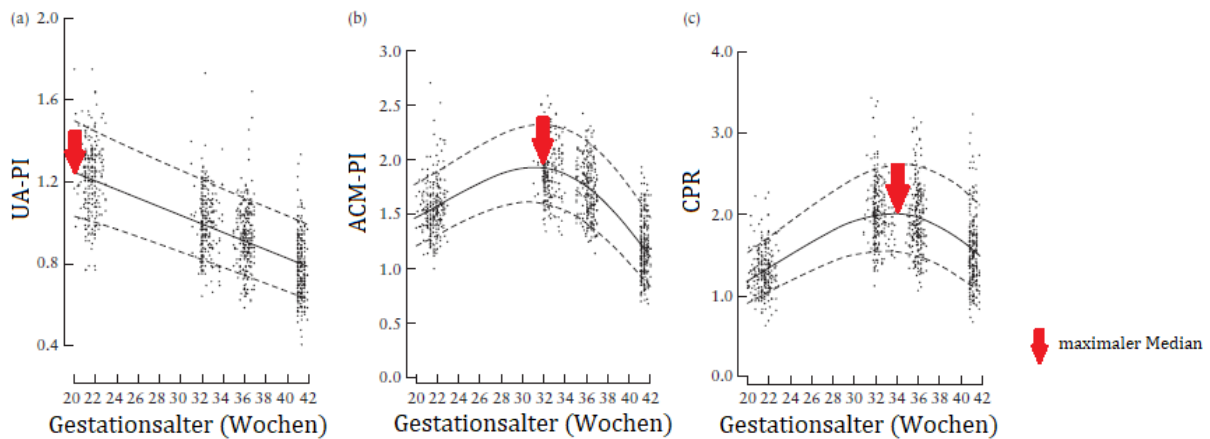 (a)
2.0
1.6
1.2
0.8
0.4
UA-PI
20 22 24 26 28 30 32 34 36 38 40 42
Gestationsalter (Wochen)
(b)
3.0
2.5
2.0
1.5
1.0
0.5
0.0
ACM-PI
20 22 24 26 28 30 32 34 36 38 40 42
Gestationsalter (Wochen)
(c)
4.0
3.0
2.0
1.0
0.0
CPR
20 22 24 26 28 30 32 34 36 38 40 42
Gestationsalter (Wochen)
maximaler Median